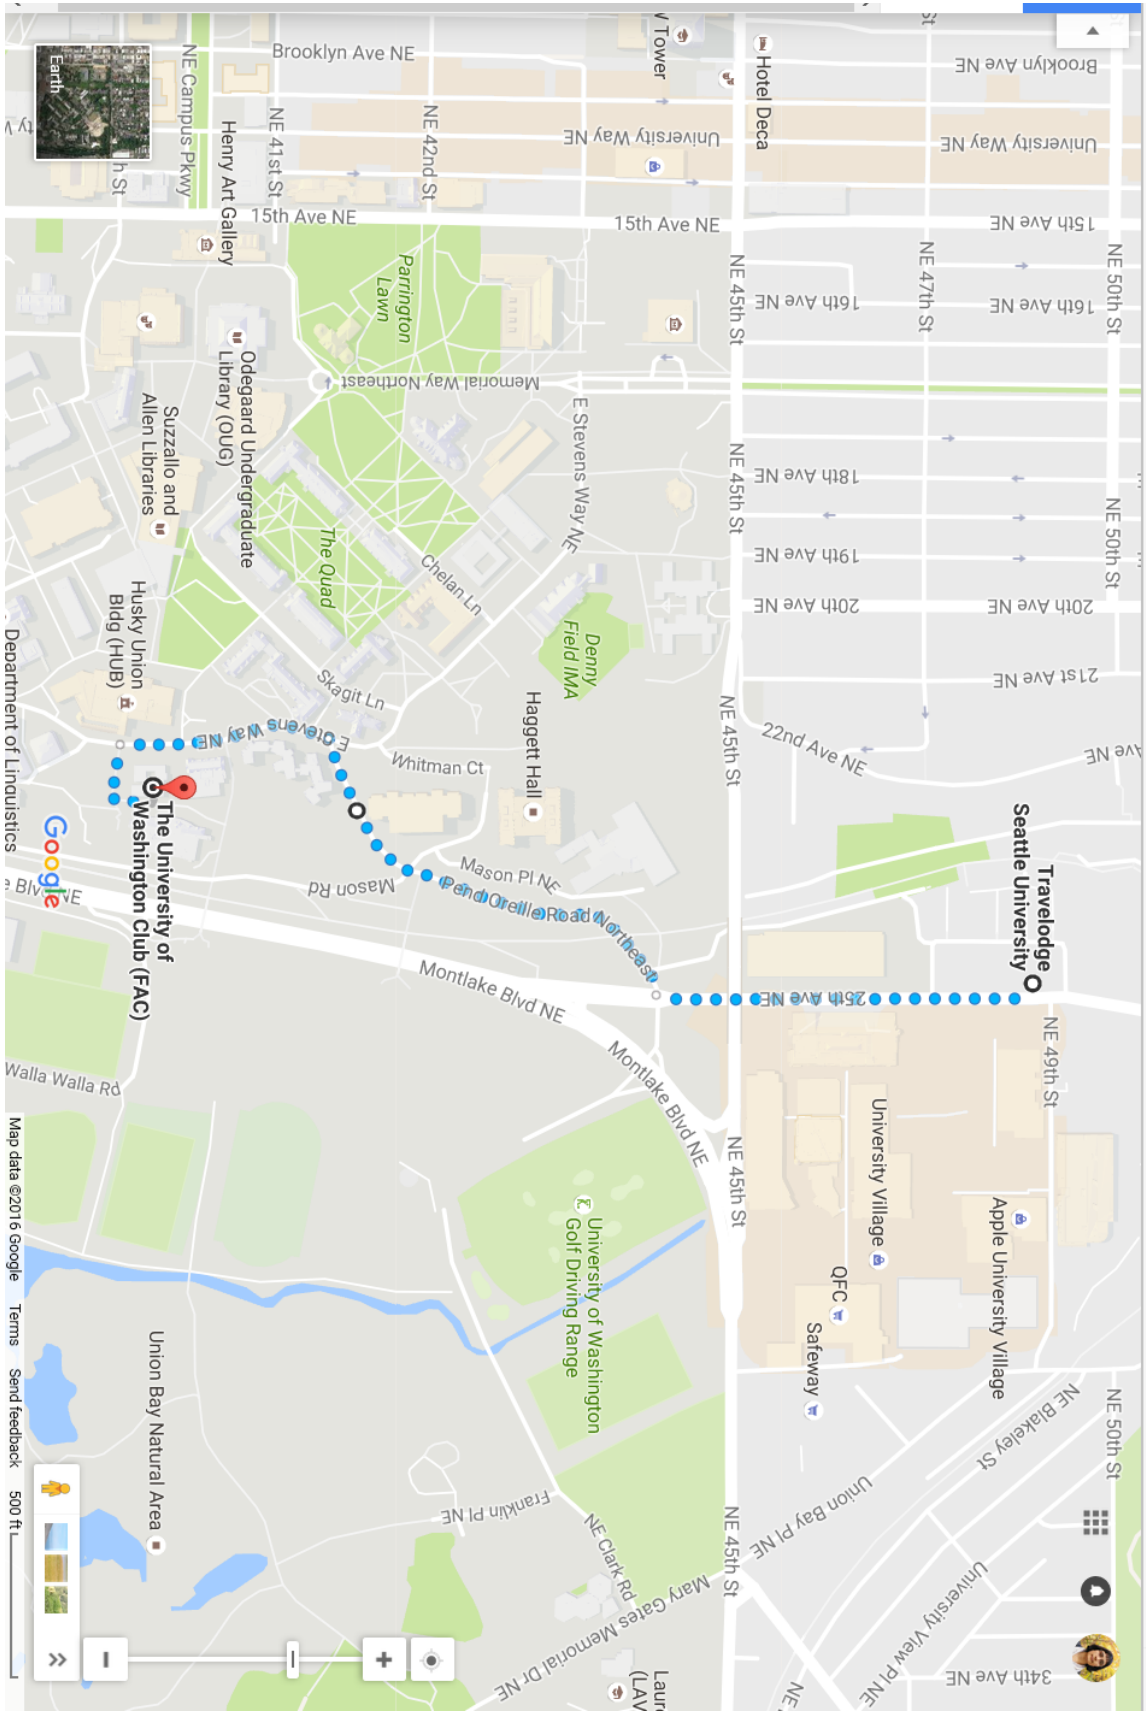 Brooklyn Ave NE
Brooklyn Ave NE
W Tower
Hotel Deca
University Way NE
University Way NE
NE Campus Pkwy
NE 41st St
NE 42nd St
Henry Art Gallery
15th Ave NE
15th Ave NE
15th Ave NE
NE 45th St
NE 47th St
NE 50th St
16th Ave NE
16th Ave NE
Parrington
Lawn
Memorial Way Northeast
Odegaard Undergraduate
Library (OUG)
Suzzallo and
Allen Libraries
E Stevens Way NE
NE 45th St
18th Ave NE
19th Ave NE
20th Ave NE
20th Ave NE
NE 50th St
The Quad
Chelan Ln
Skagit Ln
Denny
Field IMA
Husky Union
Bldg (HUB)
Department of Linguistics
21st Ave NE
22nd Ave NE
Ave NE
NE 45th St
Haggett Hall
Whitman Ct
E Stevens Way NE
Mason Pl NE
Mason Rd
Pend Oreille Road Northeast
The University of
Washington Club (FAC)
Travelodge
Seattle University
25th Ave NE
NE 49th St
Montlake Blvd NE
Montlake Blvd NE
e Blvd NE
Walla Walla Rd
NE 45th St
University Village
Apple University Village
QFC
Safeway
University of Washington
Golf Driving Range
Union Bay Natural Area
Franklin Pl NE
NE Clark Rd
Mary Gates Memorial Dr NE
NE 45th St
Union Bay Pl NE
NE Blakeley St
NE 50th St
University View Pl NE
34th Ave NE
NE
Laure
(LAV
Earth
h St
St
St
Google
Map data ©2016 Google
Terms
Send feedback
500 ft